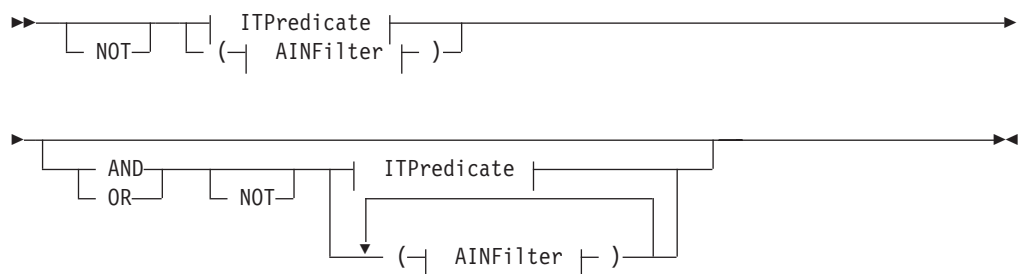 ITPredicate
NOT ( AINFilter )
AND ITPredicate
OR NOT
( AINFilter )